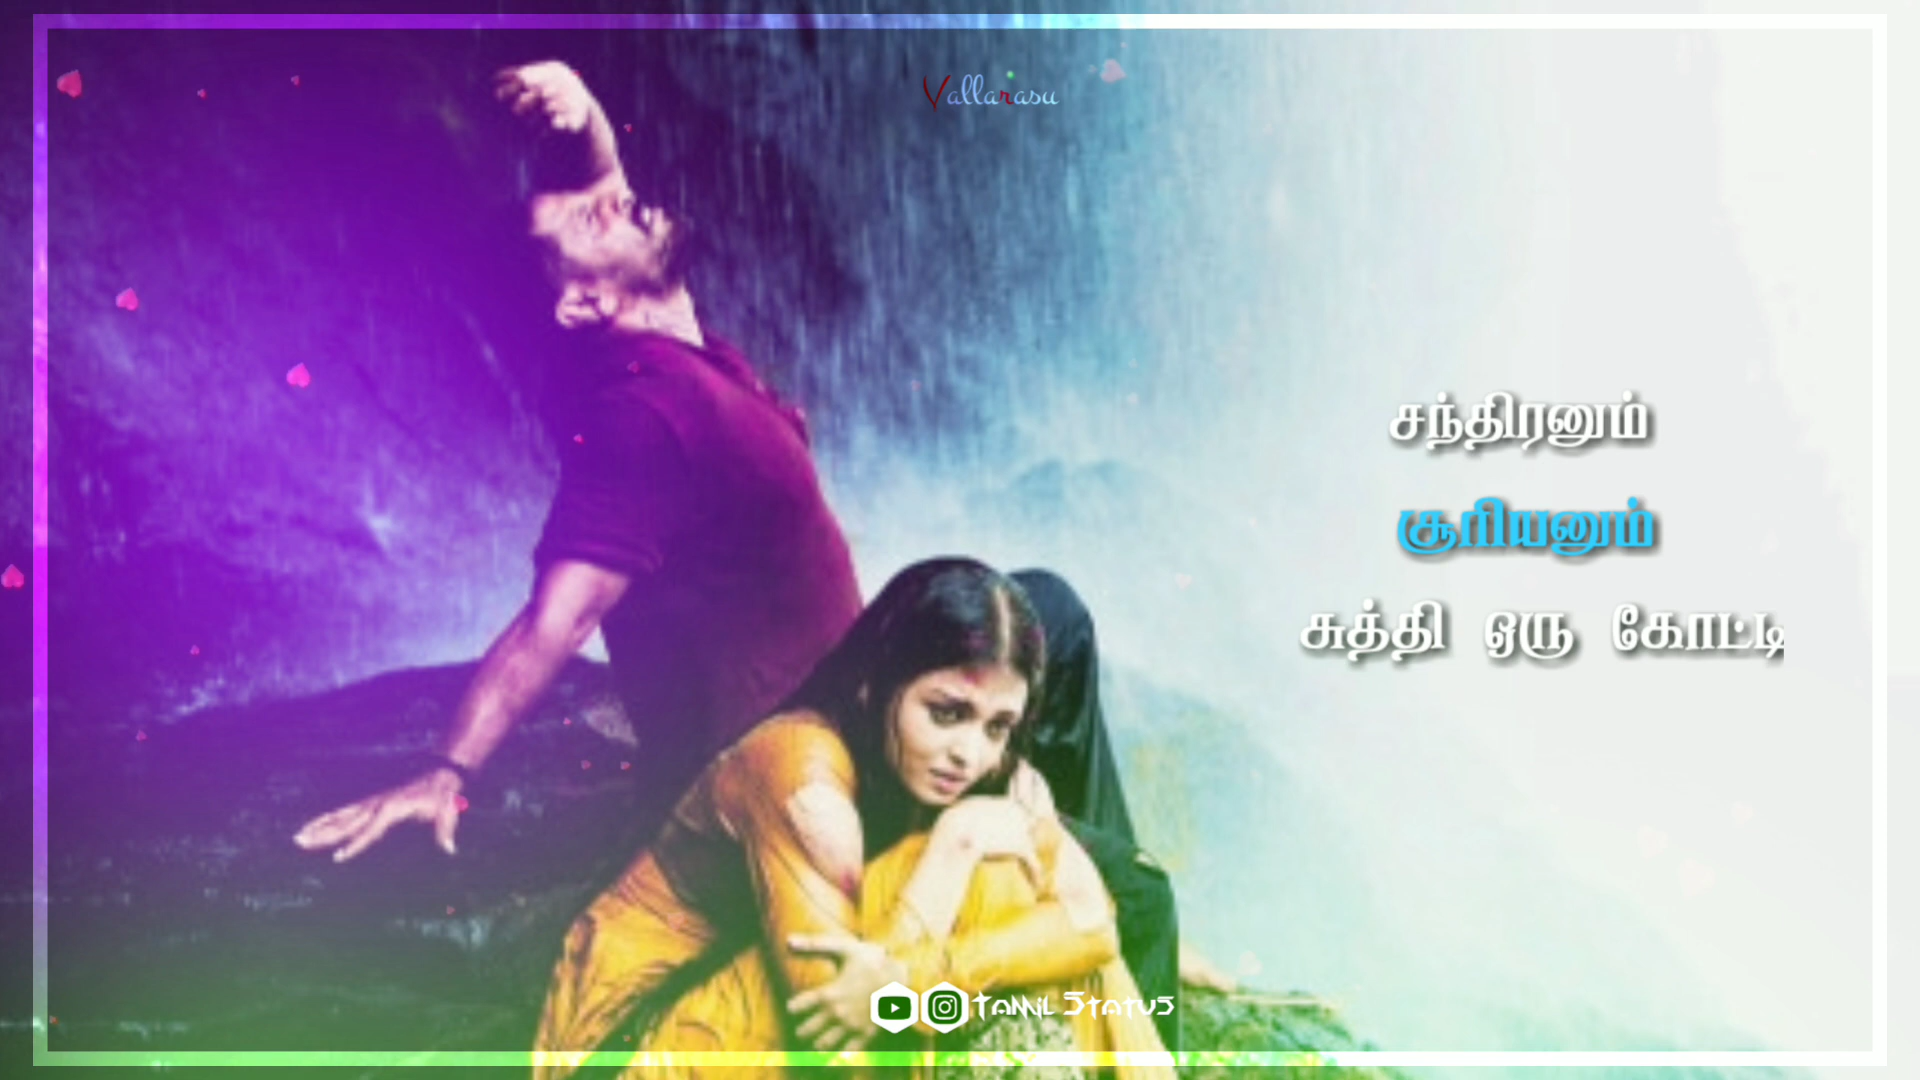 Vallarasu
சந்திரனும்
சூரியனும்
சுத்தி ஒரு கோட்டி
Tamil Status